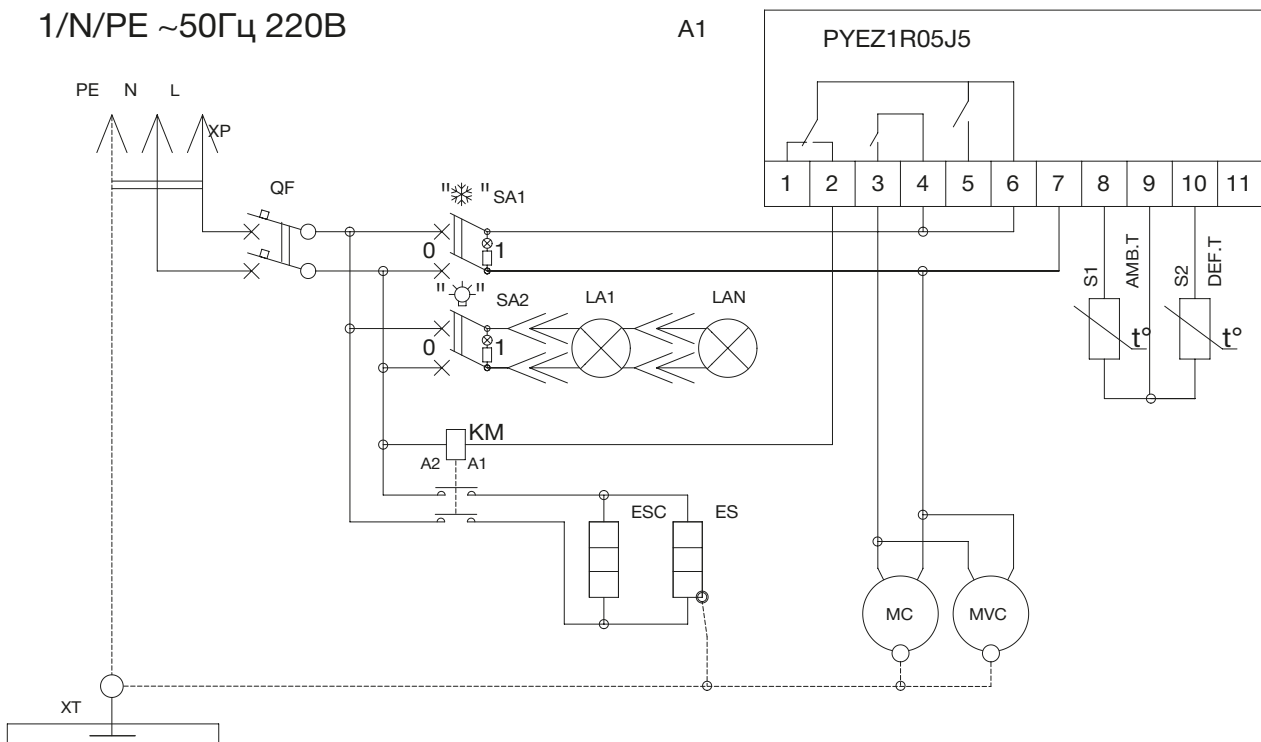 1/N/PE ~50Гц 220В
A1
PYEZ1R05J5
PE N L
XP
QF
"❄" SA1
1 2 3 4 5 6 7 8 9 10 11
0 1
S1 AMB.T S2 DEF.T
" " SA2 LA1 LAN
0 1
t° t°
KM
A2 A1
ESC ES
MC MVC
XT